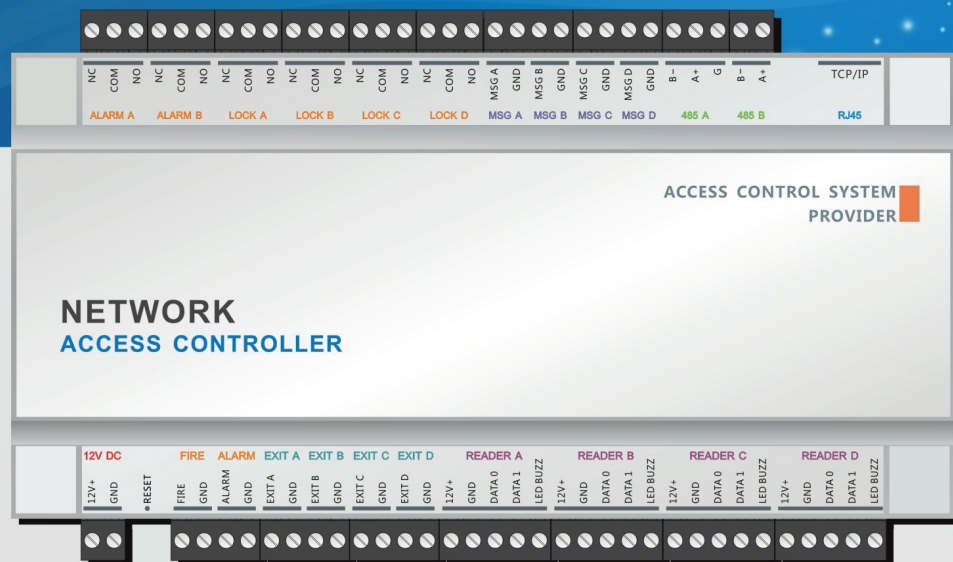 NC COM NO NC COM NO NC COM NO NC COM NO NC COM NO NC COM NO MSG A GND MSG B GND MSG C GND MSG D GND B− A+ G B− A+ TCP/IP
ALARM A ALARM B LOCK A LOCK B LOCK C LOCK D MSG A MSG B MSG C MSG D 485 A 485 B RJ45
ACCESS CONTROL SYSTEM
PROVIDER
NETWORK
ACCESS CONTROLLER
12V DC FIRE ALARM EXIT A EXIT B EXIT C EXIT D READER A READER B READER C READER D
12V+ GND •RESET FIRE GND ALARM GND EXIT A GND EXIT B GND EXIT C GND EXIT D GND 12V+ GND DATA 0 DATA 1 LED BUZZ 12V+ GND DATA 0 DATA 1 LED BUZZ 12V+ GND DATA 0 DATA 1 LED BUZZ 12V+ GND DATA 0 DATA 1 LED BUZZ